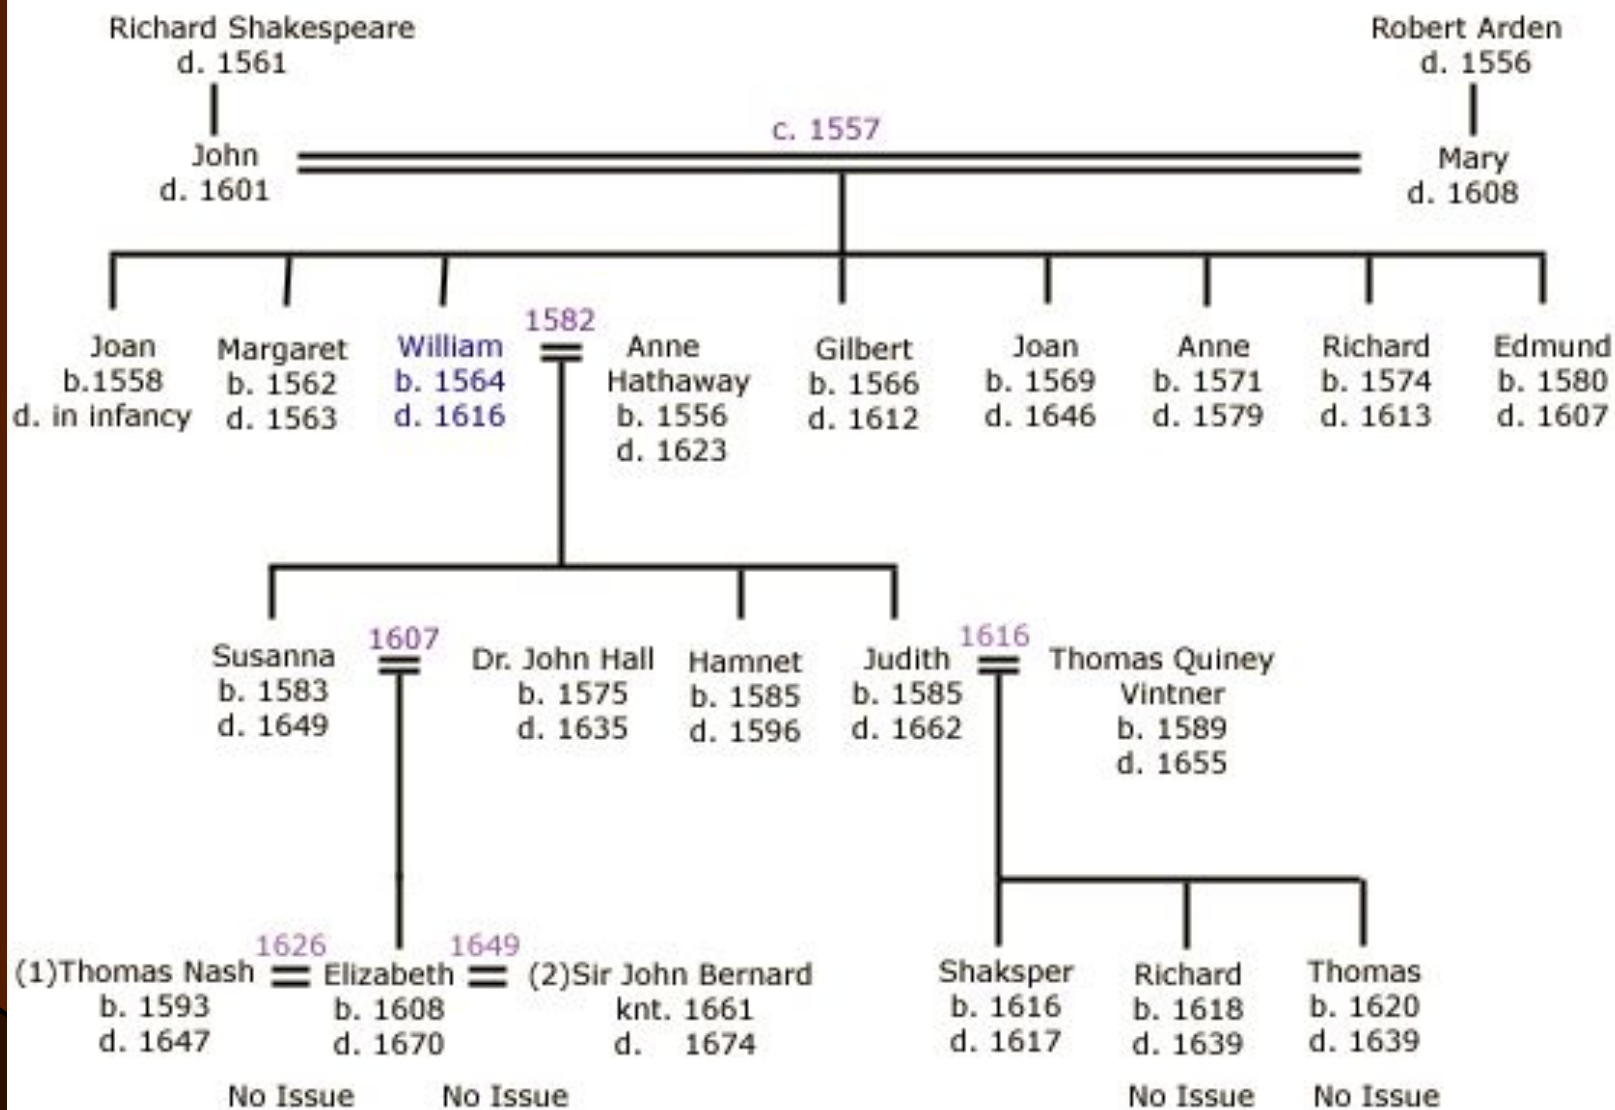 Richard Shakespeare
d. 1561
Robert Arden
d. 1556
c. 1557
John
d. 1601
Mary
d. 1608
Joan
b.1558
d. in infancy
Margaret
b. 1562
d. 1563
William
b. 1564
d. 1616
1582
Anne
Hathaway
b. 1556
d. 1623
Gilbert
b. 1566
d. 1612
Joan
b. 1569
d. 1646
Anne
b. 1571
d. 1579
Richard
b. 1574
d. 1613
Edmund
b. 1580
d. 1607
Susanna
b. 1583
d. 1649
1607
Dr. John Hall
b. 1575
d. 1635
Hamnet
b. 1585
d. 1596
Judith
b. 1585
d. 1662
1616
Thomas Quiney
Vintner
b. 1589
d. 1655
(1)Thomas Nash
b. 1593
d. 1647
1626
Elizabeth
b. 1608
d. 1670
1649
(2)Sir John Bernard
knt. 1661
d. 1674
No Issue
No Issue
Shaksper
b. 1616
d. 1617
Richard
b. 1618
d. 1639
No Issue
Thomas
b. 1620
d. 1639
No Issue